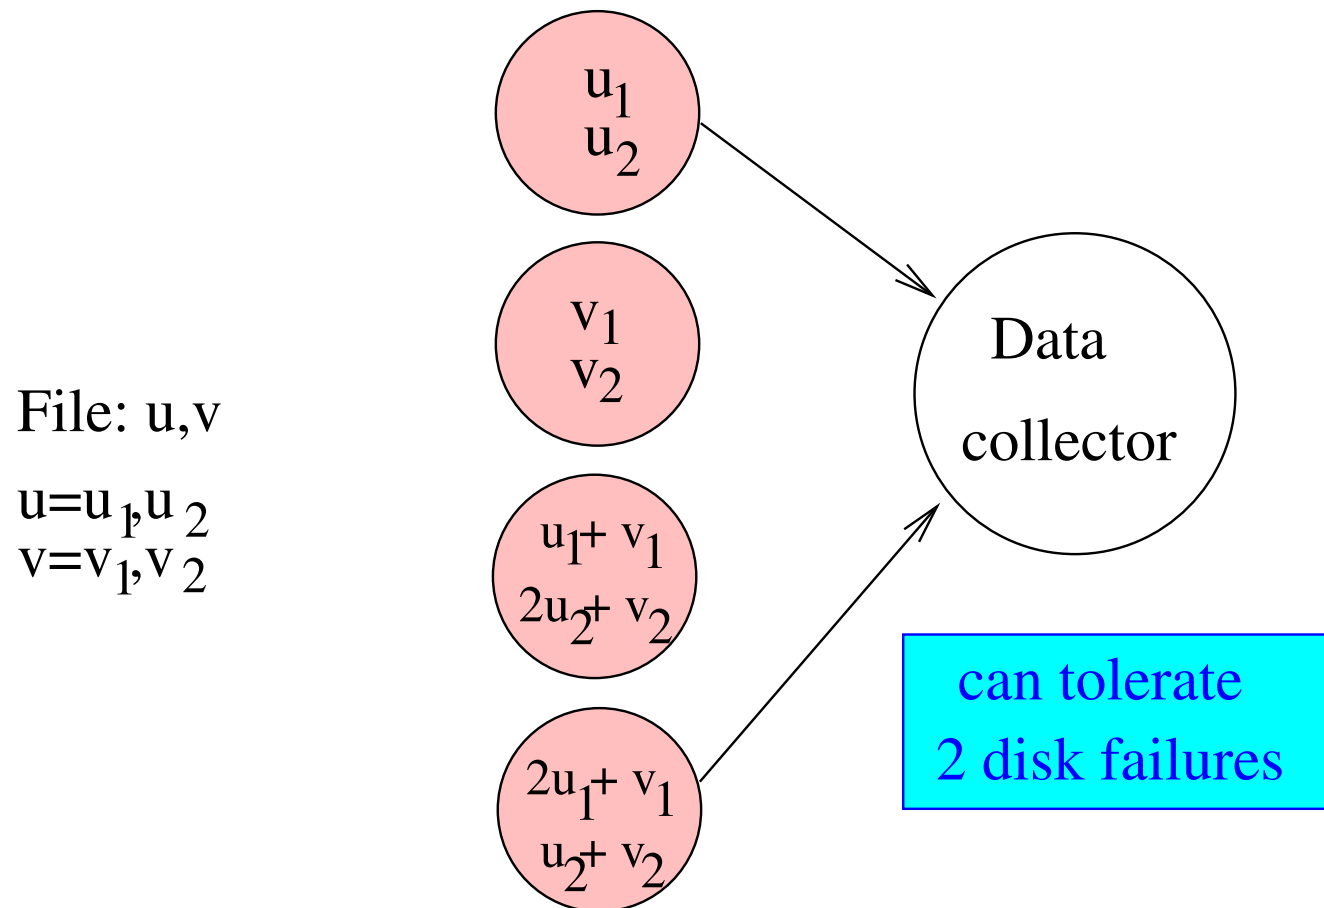 u₁
u₂
v₁
v₂
File: u,v
u=u₁,u₂
v=v₁,v₂
u₁+ v₁
2u₂+ v₂
2u₁+ v₁
u₂+ v₂
Data
collector
can tolerate
2 disk failures